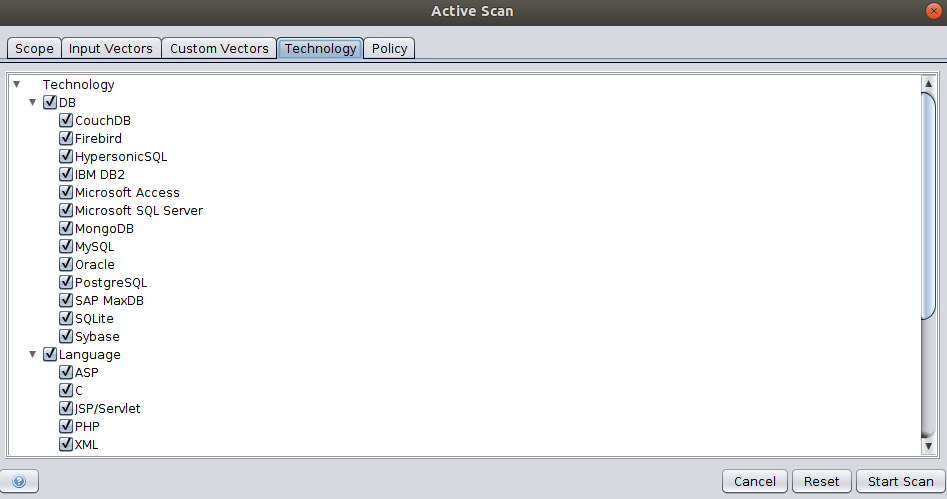 Active Scan
Scope Input Vectors Custom Vectors Technology Policy
Technology
DB
CouchDB
Firebird
HypersonicSQL
IBM DB2
Microsoft Access
Microsoft SQL Server
MongoDB
MySQL
Oracle
PostgreSQL
SAP MaxDB
SQLite
Sybase
Language
ASP
C
JSP/Servlet
PHP
XML
? Cancel Reset Start Scan